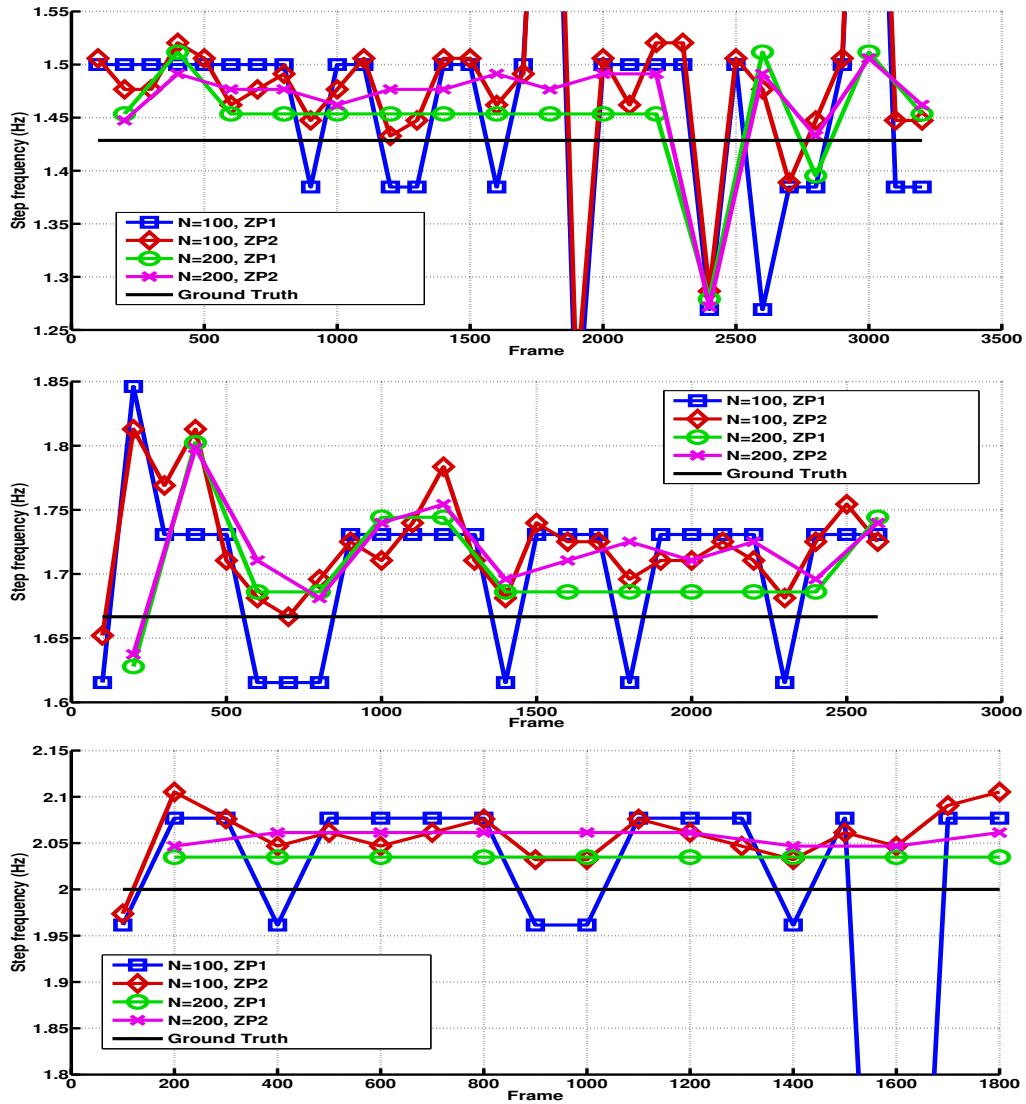 1.55
1.5
1.45
1.4
1.35
1.3
1.25
Step frequency (Hz)
N=100, ZP1
N=100, ZP2
N=200, ZP1
N=200, ZP2
Ground Truth
0 500 1000 1500 2000 2500 3000 3500
Frame
1.85
1.8
1.75
1.7
1.65
1.6
Step frequency (Hz)
N=100, ZP1
N=100, ZP2
N=200, ZP1
N=200, ZP2
Ground Truth
0 500 1000 1500 2000 2500 3000
Frame
2.15
2.1
2.05
2
1.95
1.9
1.85
1.8
Step frequency (Hz)
N=100, ZP1
N=100, ZP2
N=200, ZP1
N=200, ZP2
Ground Truth
0 200 400 600 800 1000 1200 1400 1600 1800
Frame